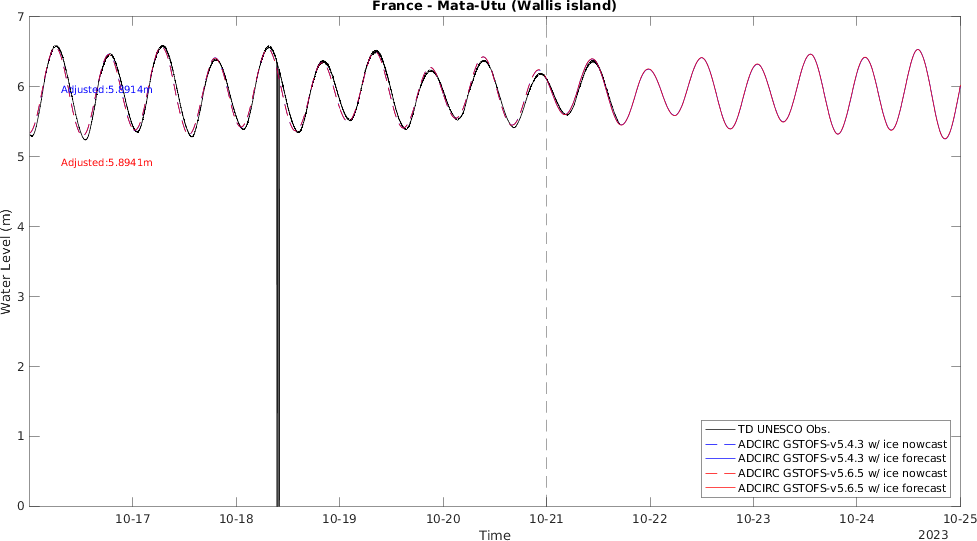 France - Mata-Utu (Wallis island)
7
6
5
4
3
2
1
0
Water Level (m)
Adjusted:5.8914m
Adjusted:5.8941m
TD UNESCO Obs.
ADCIRC GSTOFS-v5.4.3 w/ ice nowcast
ADCIRC GSTOFS-v5.4.3 w/ ice forecast
ADCIRC GSTOFS-v5.6.5 w/ ice nowcast
ADCIRC GSTOFS-v5.6.5 w/ ice forecast
10-17 10-18 10-19 10-20 10-21 10-22 10-23 10-24 10-25
Time
2023